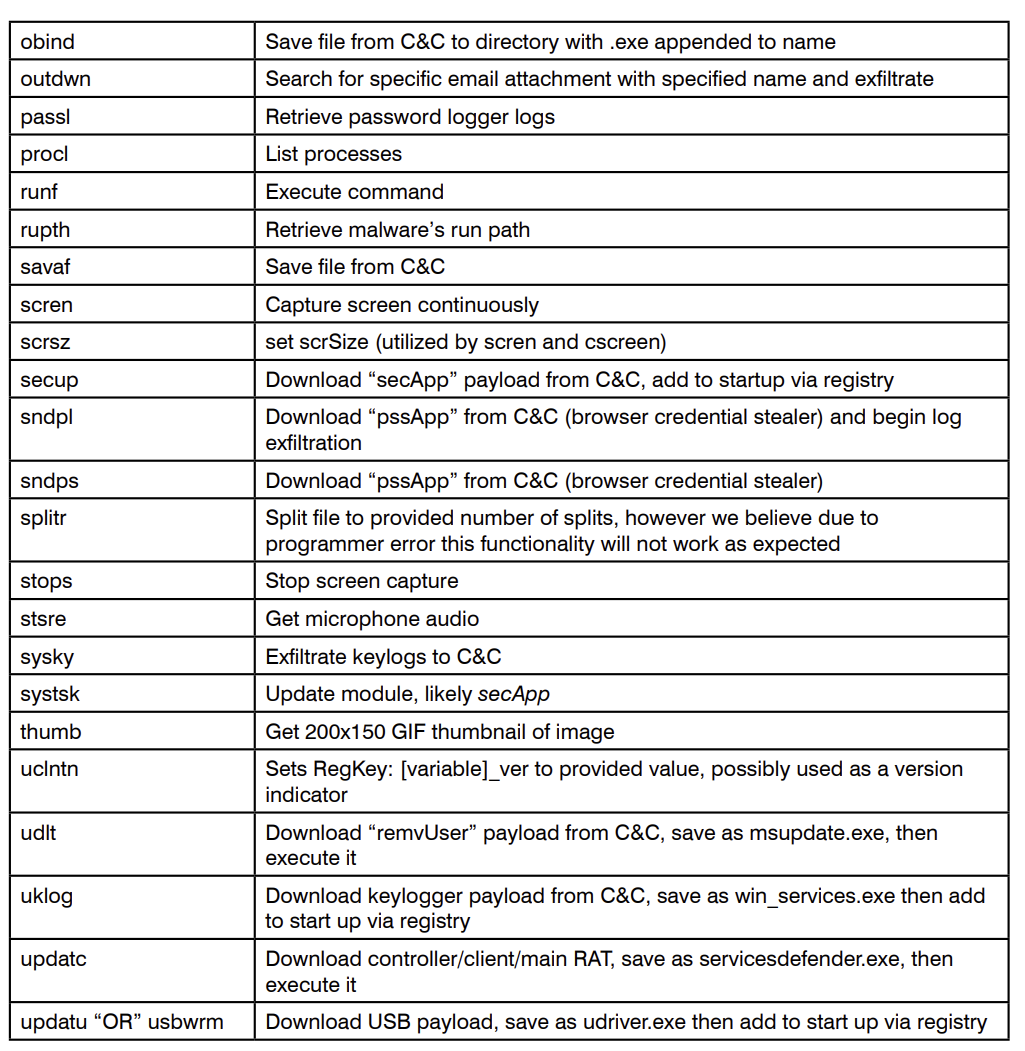 obind Save file from C&C to directory with .exe appended to name
outdwn Search for specific email attachment with specified name and exfiltrate
passl Retrieve password logger logs
procl List processes
runf Execute command
rupth Retrieve malware’s run path
savaf Save file from C&C
scren Capture screen continuously
scrsz set scrSize (utilized by scren and cscreen)
secup Download “secApp” payload from C&C, add to startup via registry
sndpl Download “pssApp” from C&C (browser credential stealer) and begin log
exfiltration
sndps Download “pssApp” from C&C (browser credential stealer)
splitr Split file to provided number of splits, however we believe due to
programmer error this functionality will not work as expected
stops Stop screen capture
stsre Get microphone audio
sysky Exfiltrate keylogs to C&C
systsk Update module, likely secApp
thumb Get 200x150 GIF thumbnail of image
uclntn Sets RegKey: [variable]_ver to provided value, possibly used as a version
indicator
udlt Download “remvUser” payload from C&C, save as msupdate.exe, then
execute it
uklog Download keylogger payload from C&C, save as win_services.exe then add
to start up via registry
updatc Download controller/client/main RAT, save as servicesdefender.exe, then
execute it
updatu “OR” usbwrm Download USB payload, save as udriver.exe then add to start up via registry